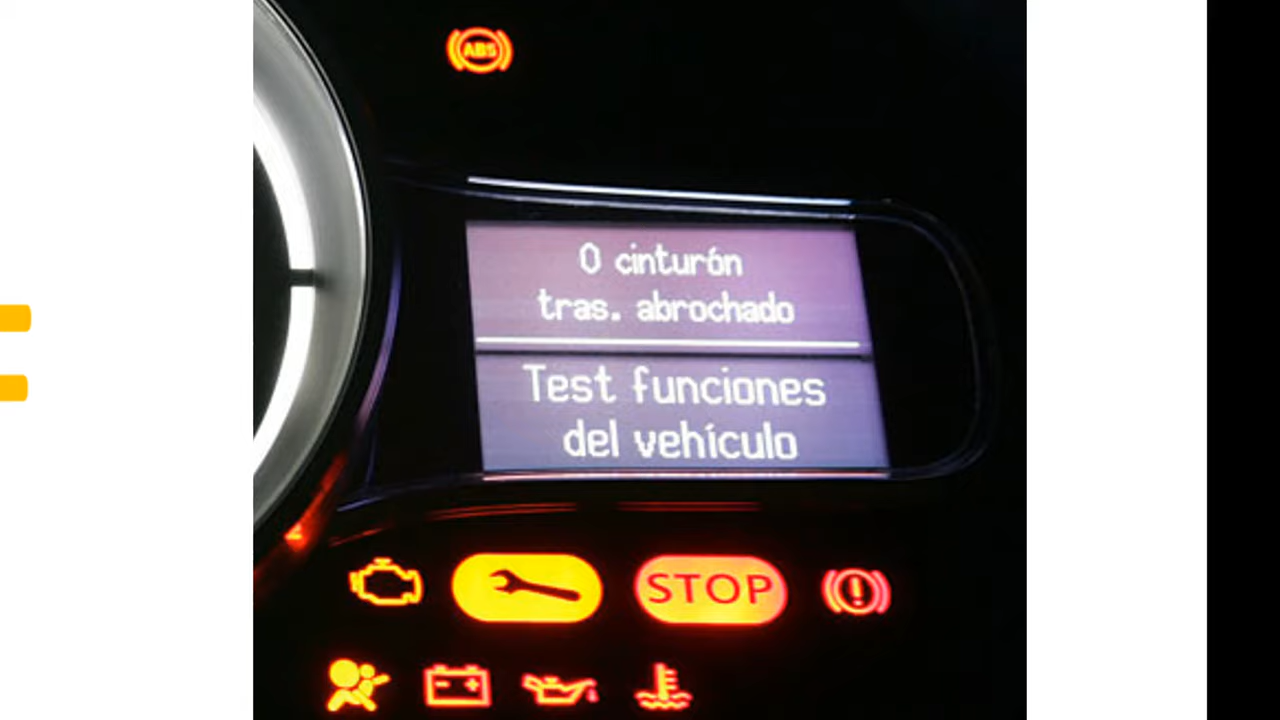 ABS
0 cinturón
tras. abrochado
Test funciones
del vehículo
STOP